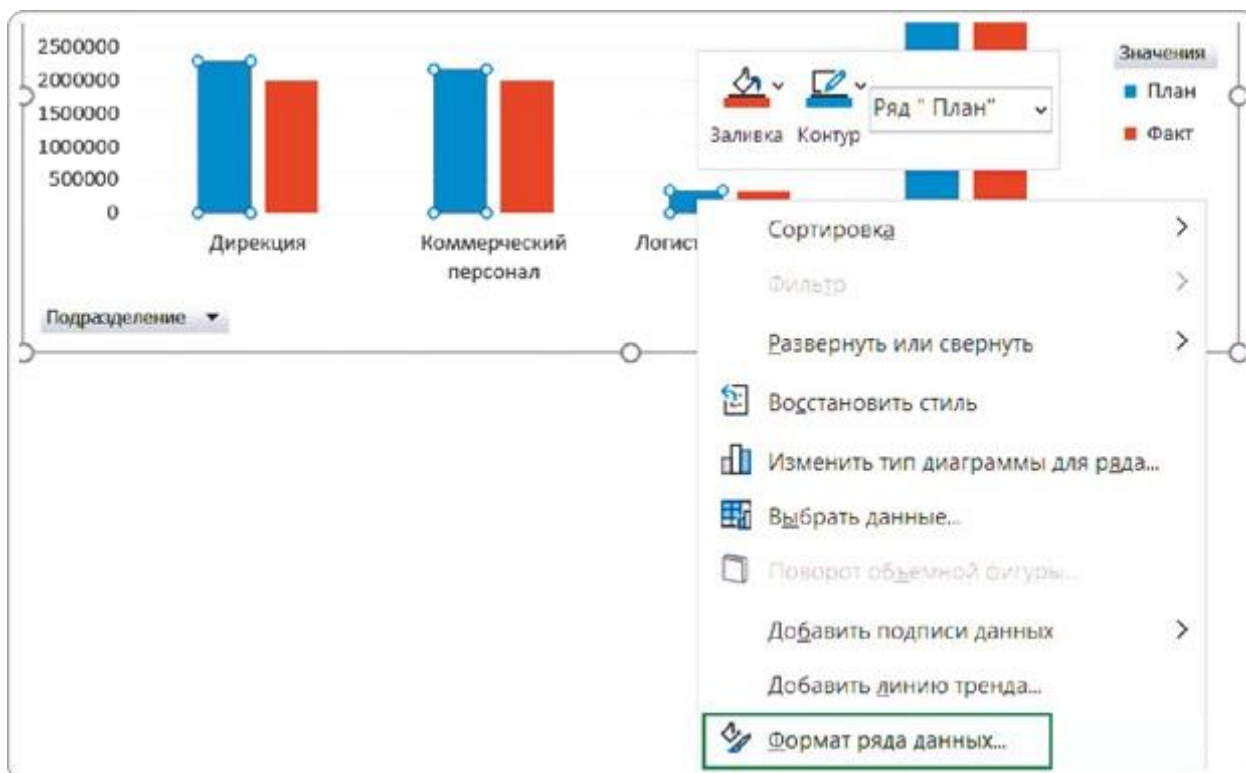 2500000
2000000
1500000
1000000
500000
0
Дирекция
Коммерческий
персонал
Логист
Подразделение
Значения
План
Факт
Заливка
Контур
Ряд " План"
Сортировка
Фильтр
Развернуть или свернуть
Восстановить стиль
Изменить тип диаграммы для ряда...
Выбрать данные...
Поворот объемной фигуры...
Добавить подписи данных
Добавить линию тренда...
Формат ряда данных...